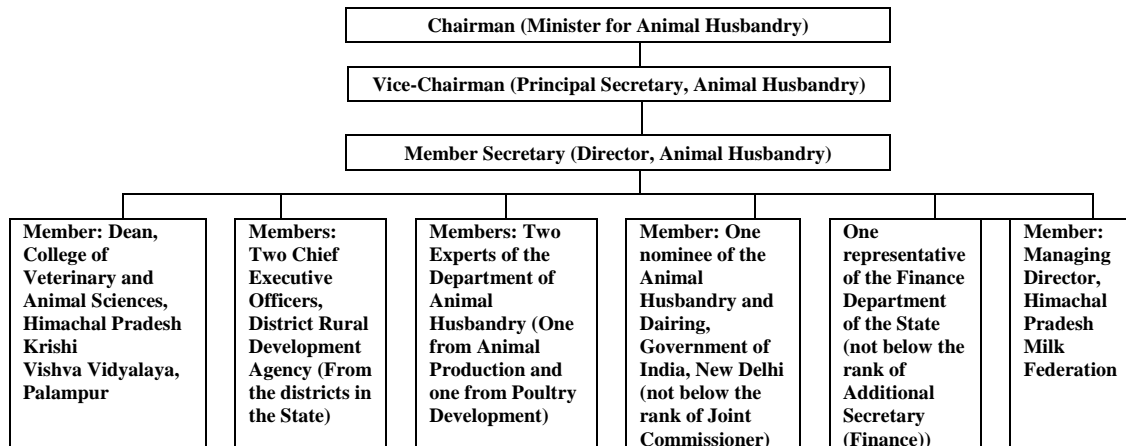 Chairman (Minister for Animal Husbandry)
Vice-Chairman (Principal Secretary, Animal Husbandry)
Member Secretary (Director, Animal Husbandry)
Member: Dean,
College of
Veterinary and
Animal Sciences,
Himachal Pradesh
Krishi
Vishva Vidyalaya,
Palampur
Members:
Two Chief
Executive
Officers,
District Rural
Development
Agency (From
the districts in
the State)
Members: Two
Experts of the
Department of
Animal
Husbandry (One
from Animal
Production and
one from Poultry
Development)
Member: One
nominee of the
Animal
Husbandry and
Dairing,
Government of
India, New Delhi
(not below the
rank of Joint
Commissioner)
One
representative
of the Finance
Department
of the State
(not below the
rank of
Additional
Secretary
(Finance))
Member:
Managing
Director,
Himachal
Pradesh
Milk
Federation